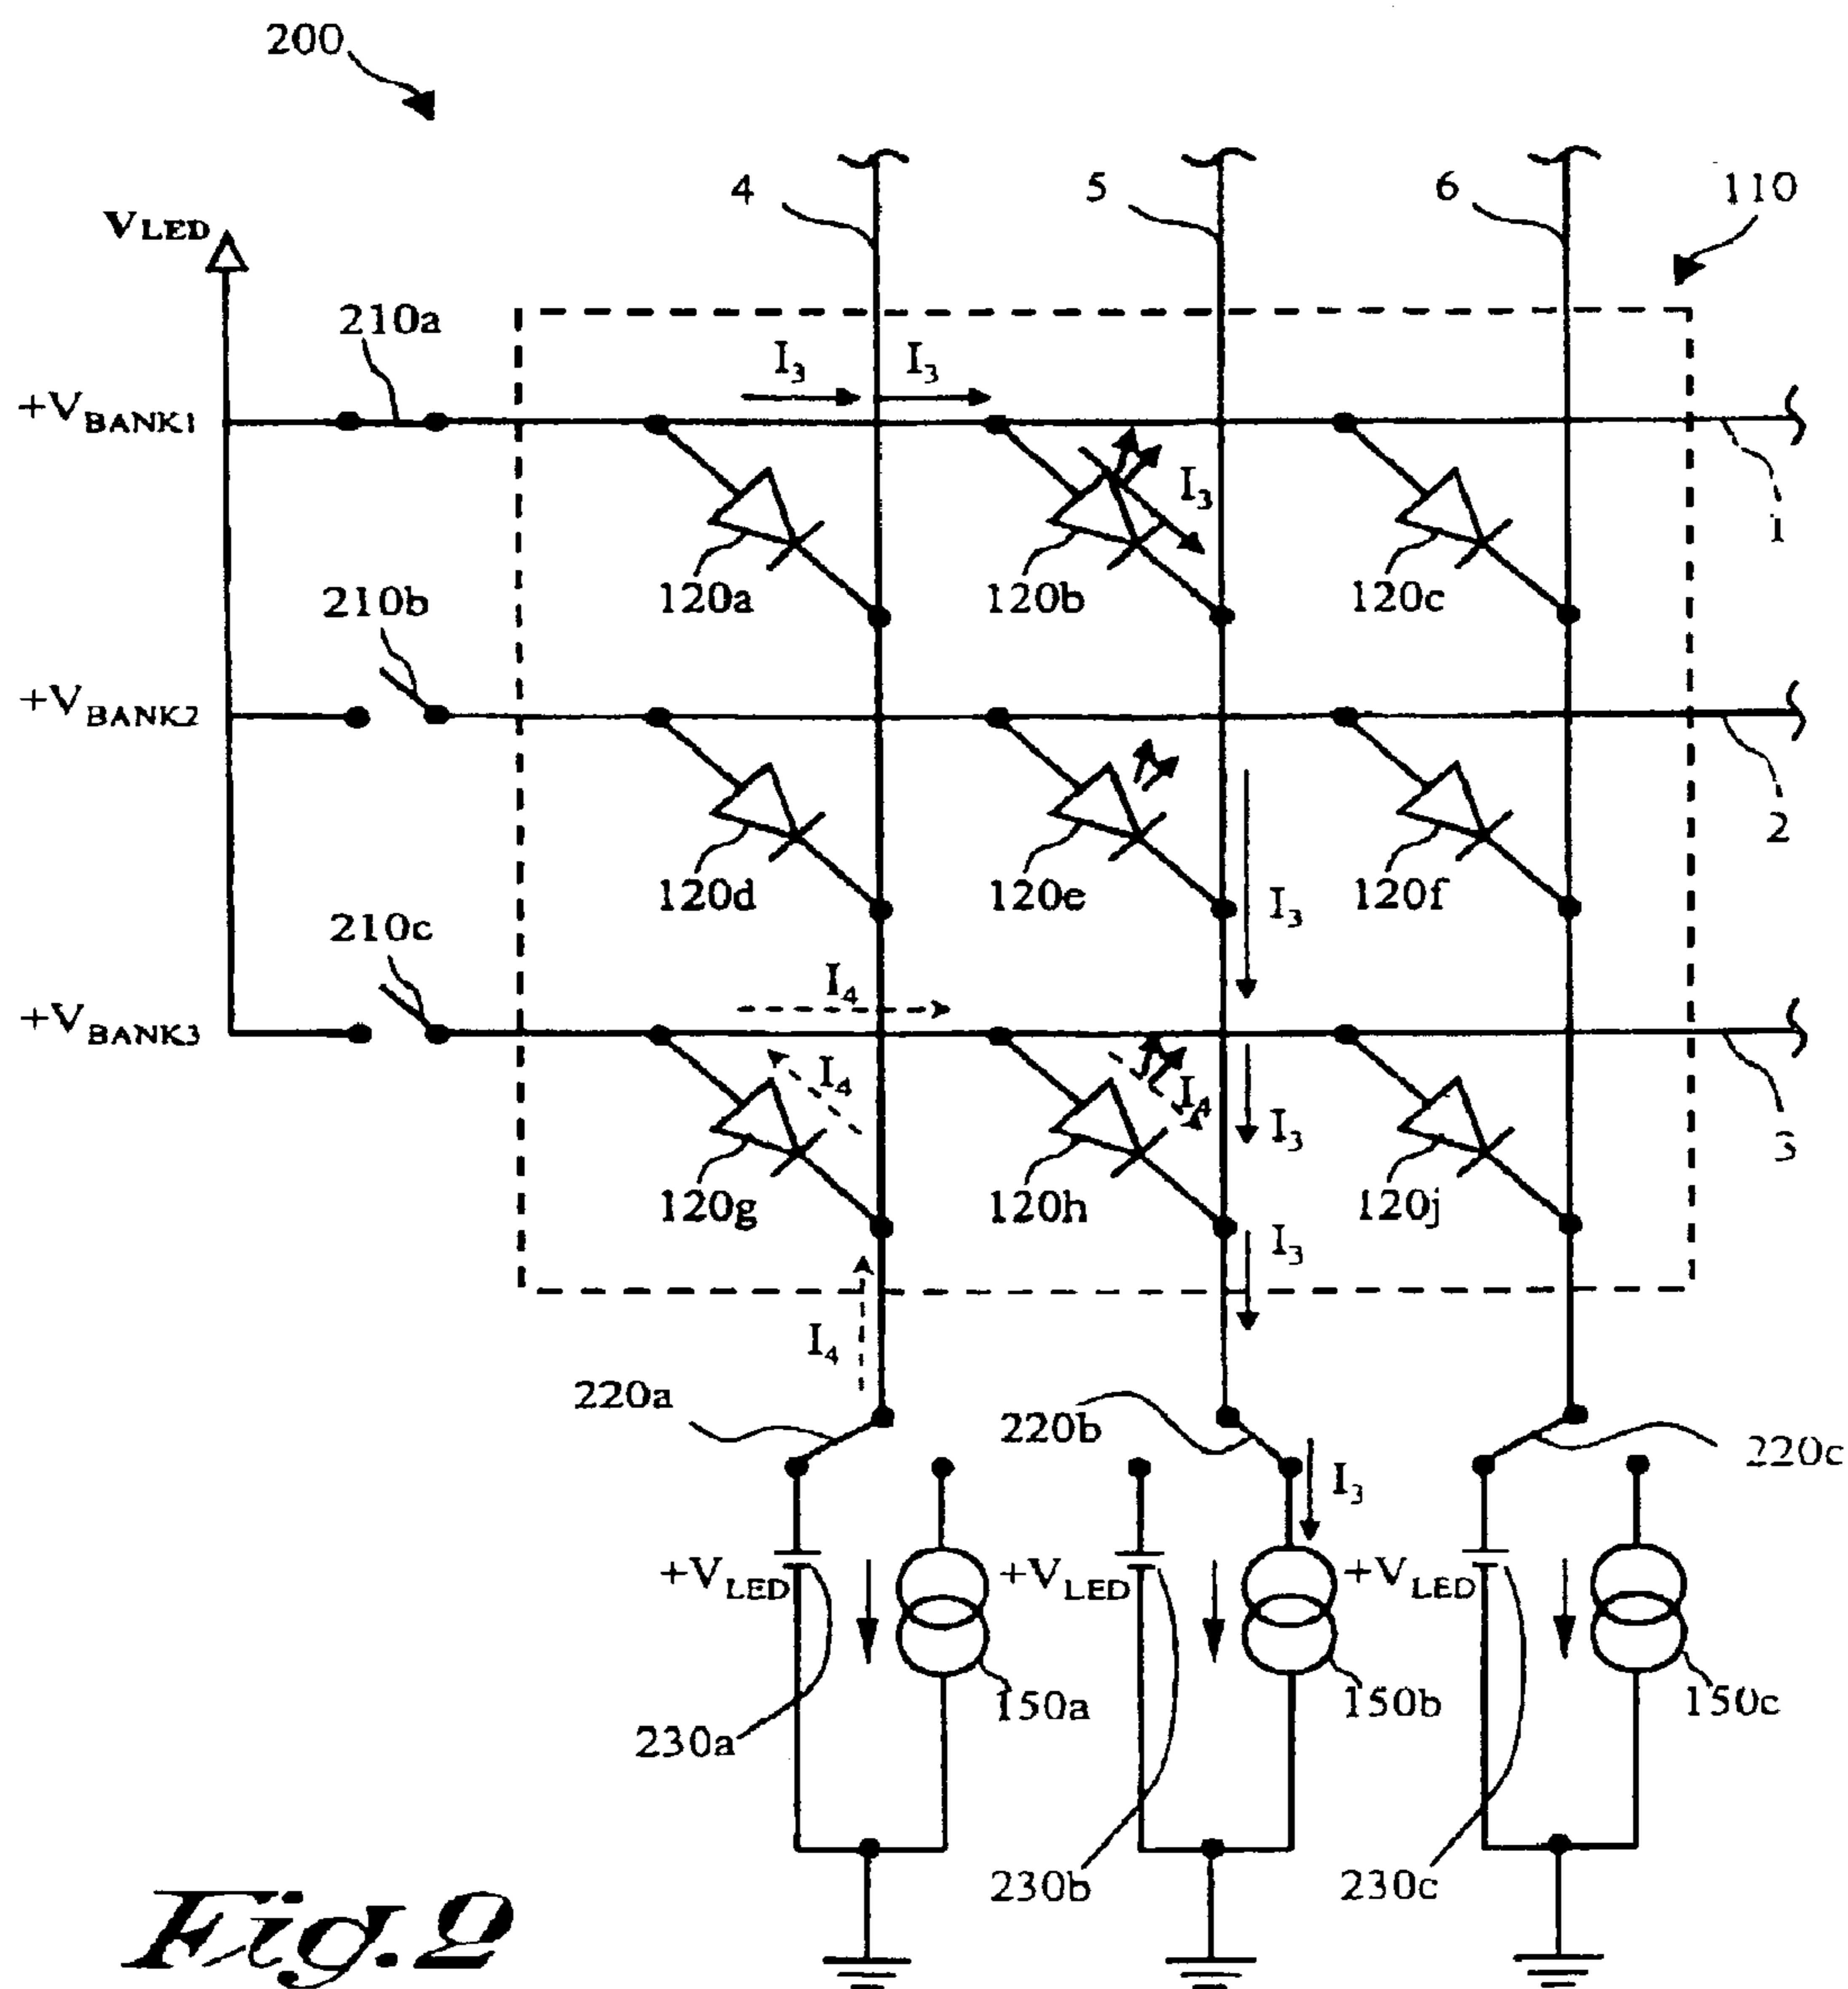 200
4 5 6 110
VLED
210a
I3 I3
+VBANK1
I3
1
120a 120b 120c
210b
+VBANK2
2
120d 120e 120f
I3
210c
I4
+VBANK3
I4 I4
I3
3
120g 120h 120j
I3
I4
220a 220b 220c
I3
+VLED +VLED +VLED
150a 150b 150c
230a
230b 230c
Fig.2